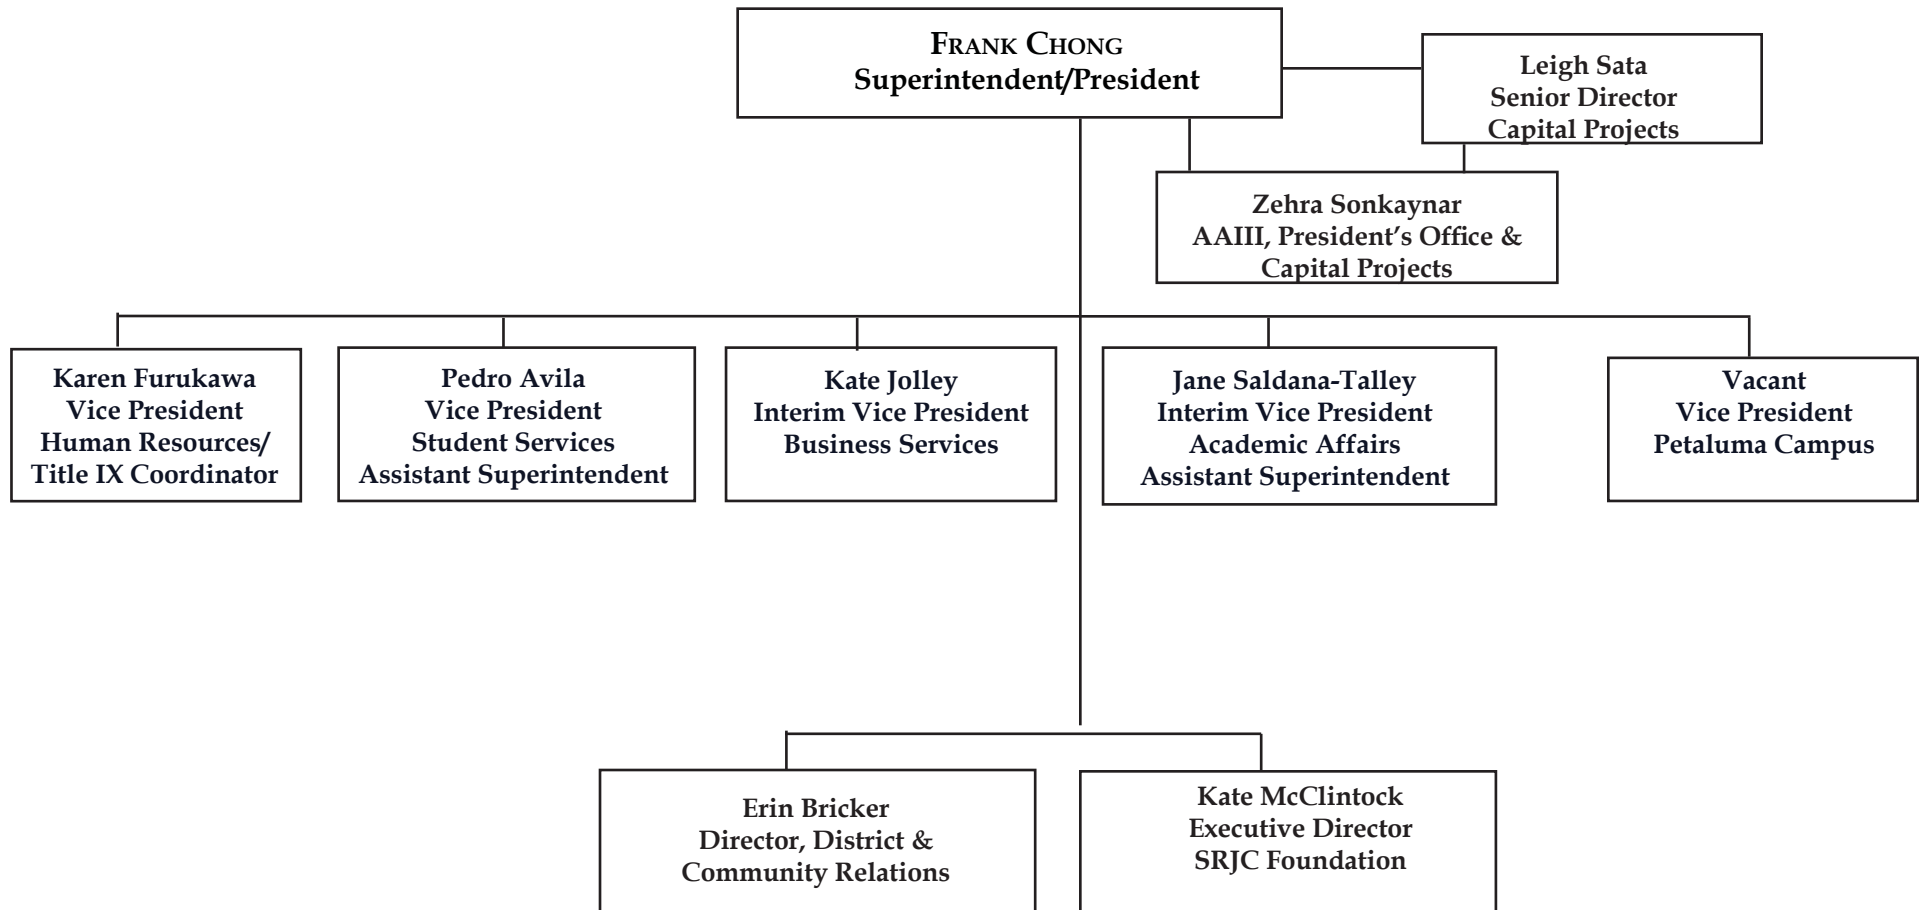 FRANK CHONG
Superintendent/President
Leigh Sata
Senior Director
Capital Projects
Zehra Sonkaynar
AAIII, President's Office &
Capital Projects
Karen Furukawa
Vice President
Human Resources/
Title IX Coordinator
Pedro Avila
Vice President
Student Services
Assistant Superintendent
Kate Jolley
Interim Vice President
Business Services
Jane Saldana-Talley
Interim Vice President
Academic Affairs
Assistant Superintendent
Vacant
Vice President
Petaluma Campus
Erin Bricker
Director, District &
Community Relations
Kate McClintock
Executive Director
SRJC Foundation